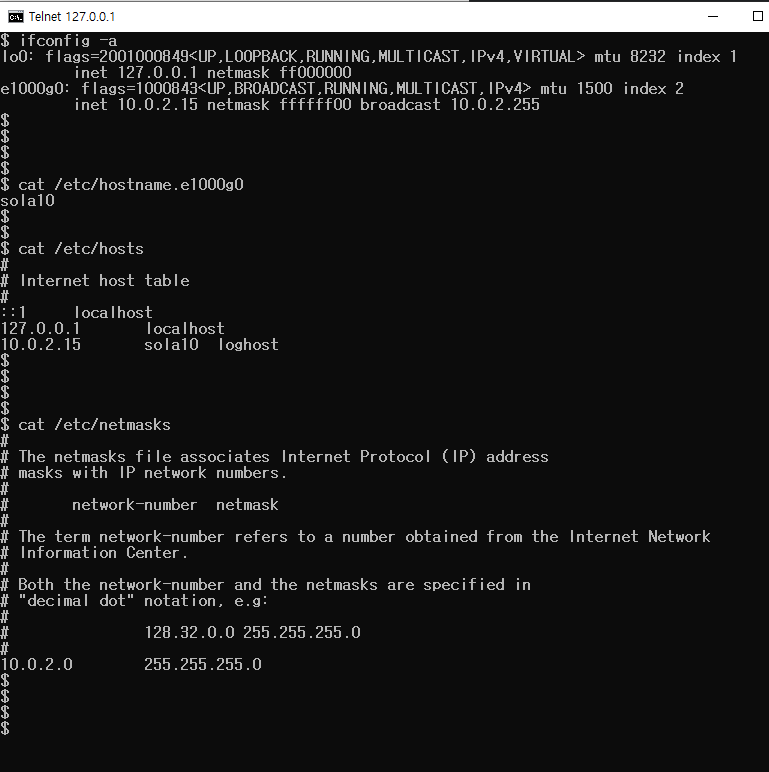 Telnet 127.0.0.1
$ ifconfig -a
lo0: flags=2001000849<UP,LOOPBACK,RUNNING,MULTICAST,IPv4,VIRTUAL> mtu 8232 index 1
        inet 127.0.0.1 netmask ff000000
e1000g0: flags=1000843<UP,BROADCAST,RUNNING,MULTICAST,IPv4> mtu 1500 index 2
        inet 10.0.2.15 netmask ffffff00 broadcast 10.0.2.255
$
$
$
$
$ cat /etc/hostname.e1000g0
sola10
$
$
$ cat /etc/hosts
#
# Internet host table
#
::1     localhost
127.0.0.1       localhost
10.0.2.15       sola10  loghost
$
$
$
$
$ cat /etc/netmasks
#
# The netmasks file associates Internet Protocol (IP) address
# masks with IP network numbers.
#
#       network-number  netmask
#
# The term network-number refers to a number obtained from the Internet Network
# Information Center.
#
# Both the network-number and the netmasks are specified in
# "decimal dot" notation, e.g:
#
#               128.32.0.0 255.255.255.0
#
10.0.2.0        255.255.255.0
$
$
$
$